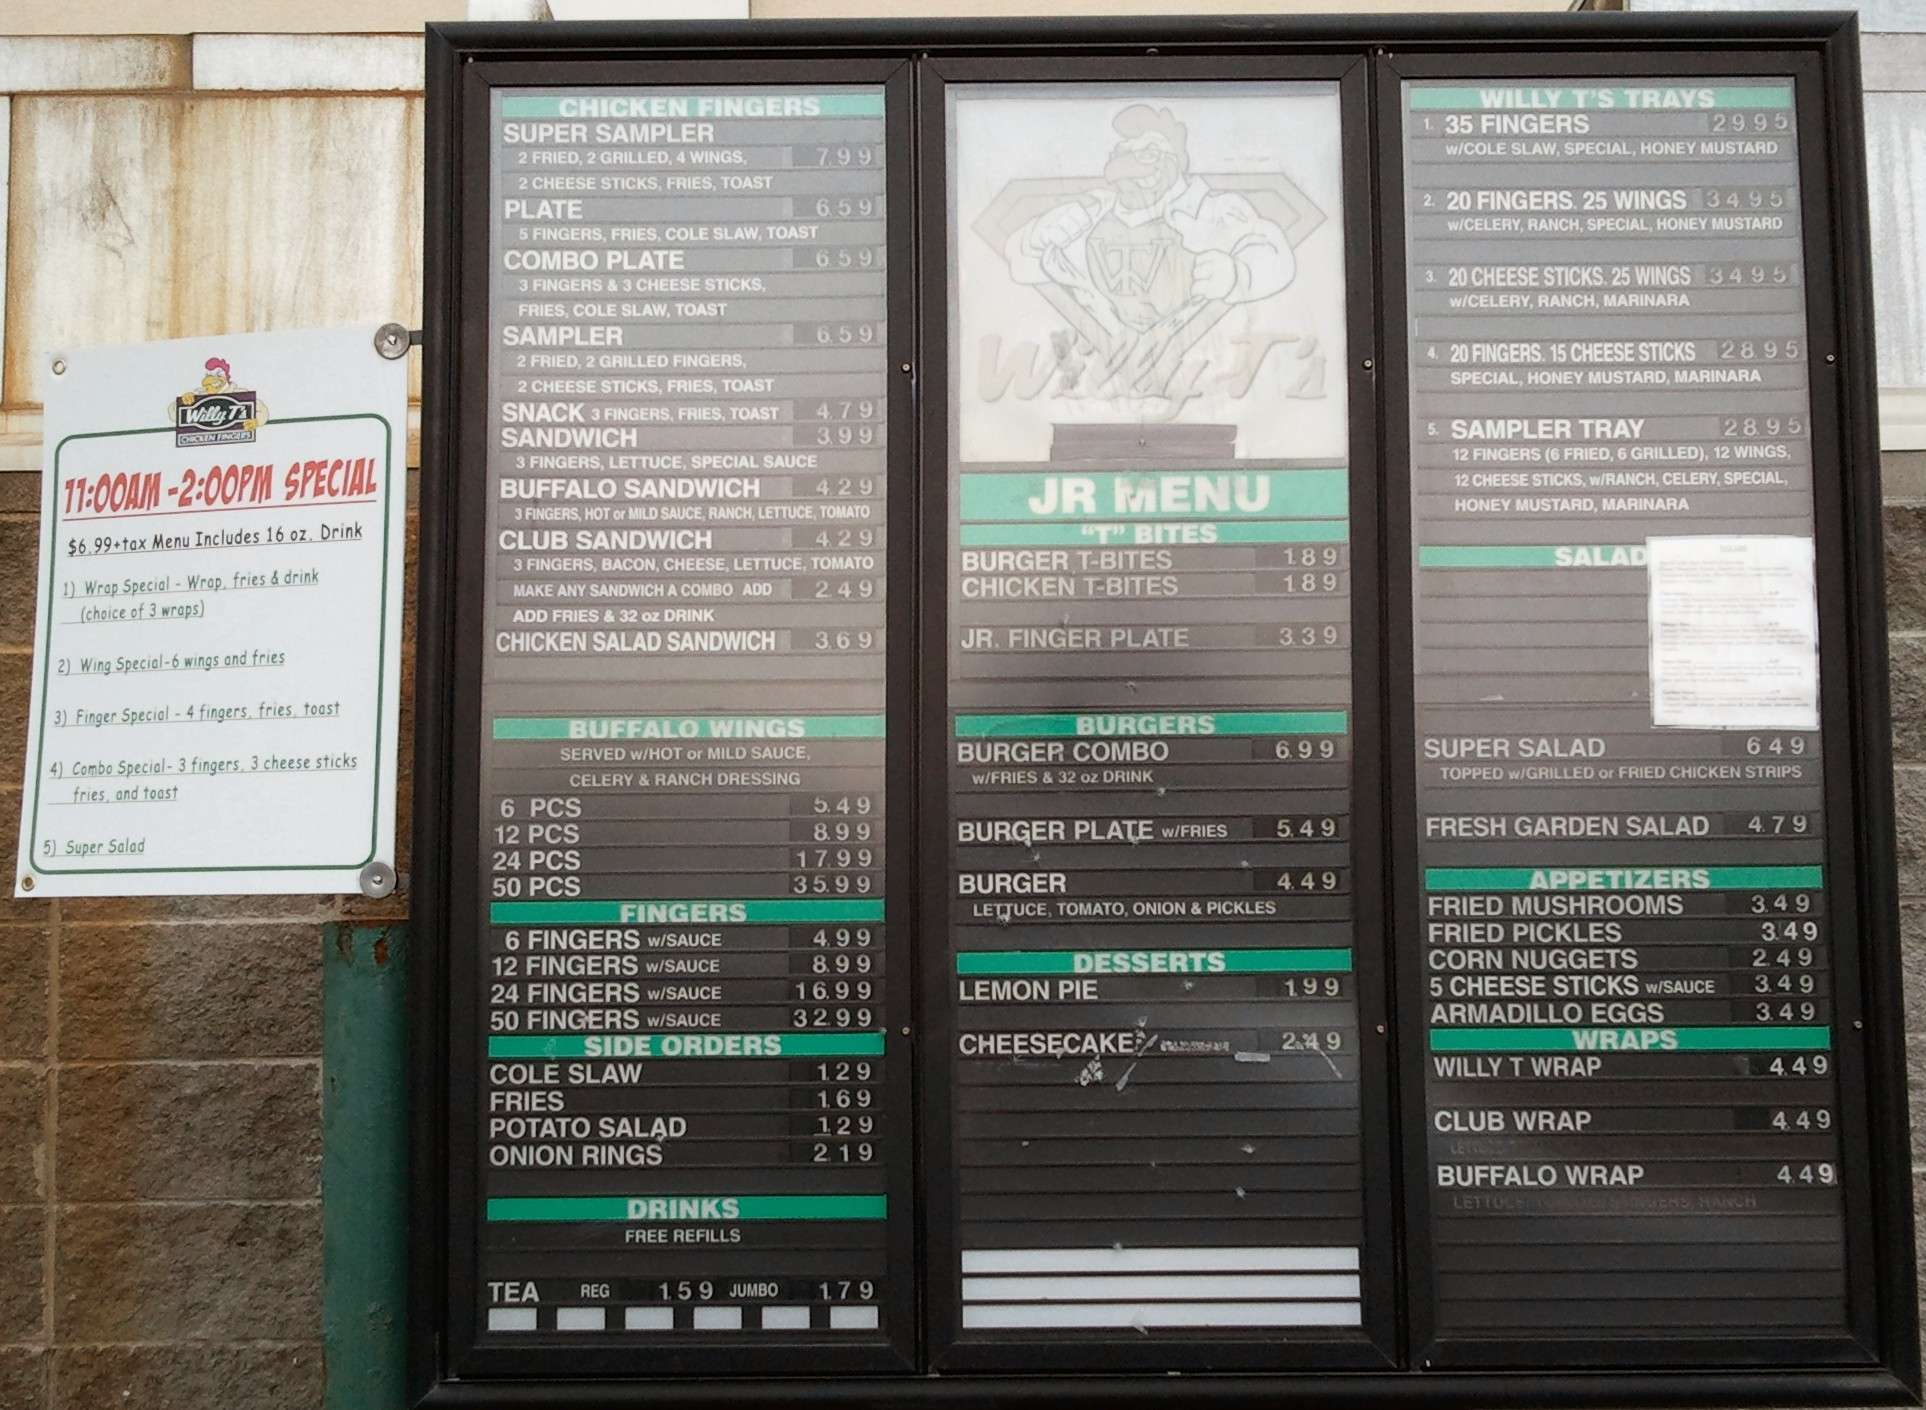 Willy T's
CHICKEN FINGERS
11:00AM -2:00PM SPECIAL
$6.99+tax Menu Includes 16 oz. Drink
1) Wrap Special - Wrap, fries & drink
(choice of 3 wraps)
2) Wing Special-6 wings and fries
3) Finger Special - 4 fingers, fries, toast
4) Combo Special- 3 fingers, 3 cheese sticks
fries, and toast
5) Super Salad
CHICKEN FINGERS
SUPER SAMPLER
2 FRIED, 2 GRILLED, 4 WINGS, 7.99
2 CHEESE STICKS, FRIES, TOAST
PLATE 6.59
5 FINGERS, FRIES, COLE SLAW, TOAST
COMBO PLATE 6.59
3 FINGERS & 3 CHEESE STICKS,
FRIES, COLE SLAW, TOAST
SAMPLER 6.59
2 FRIED, 2 GRILLED FINGERS,
2 CHEESE STICKS, FRIES, TOAST
SNACK 3 FINGERS, FRIES, TOAST 4.79
SANDWICH 3.99
3 FINGERS, LETTUCE, SPECIAL SAUCE
BUFFALO SANDWICH 4.29
3 FINGERS, HOT or MILD SAUCE, RANCH, LETTUCE, TOMATO
CLUB SANDWICH 4.29
3 FINGERS, BACON, CHEESE, LETTUCE, TOMATO
MAKE ANY SANDWICH A COMBO ADD 2.49
ADD FRIES & 32 oz DRINK
CHICKEN SALAD SANDWICH 3.69
BUFFALO WINGS
SERVED w/HOT or MILD SAUCE,
CELERY & RANCH DRESSING
6 PCS 5.49
12 PCS 8.99
24 PCS 17.99
50 PCS 35.99
FINGERS
6 FINGERS w/SAUCE 4.99
12 FINGERS w/SAUCE 8.99
24 FINGERS w/SAUCE 16.99
50 FINGERS w/SAUCE 32.99
SIDE ORDERS
COLE SLAW 1.29
FRIES 1.69
POTATO SALAD 1.29
ONION RINGS 2.19
DRINKS
FREE REFILLS
TEA REG 1.59 JUMBO 1.79
Willy T's
JR MENU
"T" BITES
BURGER T-BITES 1.89
CHICKEN T-BITES 1.89
JR. FINGER PLATE 3.39
BURGERS
BURGER COMBO 6.99
w/FRIES & 32 oz DRINK
BURGER PLATE w/FRIES 5.49
BURGER 4.49
LETTUCE, TOMATO, ONION & PICKLES
DESSERTS
LEMON PIE 1.99
CHEESECAKE 2.49
WILLY T'S TRAYS
1. 35 FINGERS 29.95
w/COLE SLAW, SPECIAL, HONEY MUSTARD
2. 20 FINGERS. 25 WINGS 34.95
w/CELERY, RANCH, SPECIAL, HONEY MUSTARD
3. 20 CHEESE STICKS. 25 WINGS 34.95
w/CELERY, RANCH, MARINARA
4. 20 FINGERS. 15 CHEESE STICKS 28.95
SPECIAL, HONEY MUSTARD, MARINARA
5. SAMPLER TRAY 28.95
12 FINGERS (6 FRIED, 6 GRILLED), 12 WINGS,
12 CHEESE STICKS, w/RANCH, CELERY, SPECIAL,
HONEY MUSTARD, MARINARA
SALAD
SUPER SALAD 6.49
TOPPED w/GRILLED or FRIED CHICKEN STRIPS
FRESH GARDEN SALAD 4.79
APPETIZERS
FRIED MUSHROOMS 3.49
FRIED PICKLES 3.49
CORN NUGGETS 2.49
5 CHEESE STICKS w/SAUCE 3.49
ARMADILLO EGGS 3.49
WRAPS
WILLY T WRAP 4.49
CLUB WRAP 4.49
BUFFALO WRAP 4.49